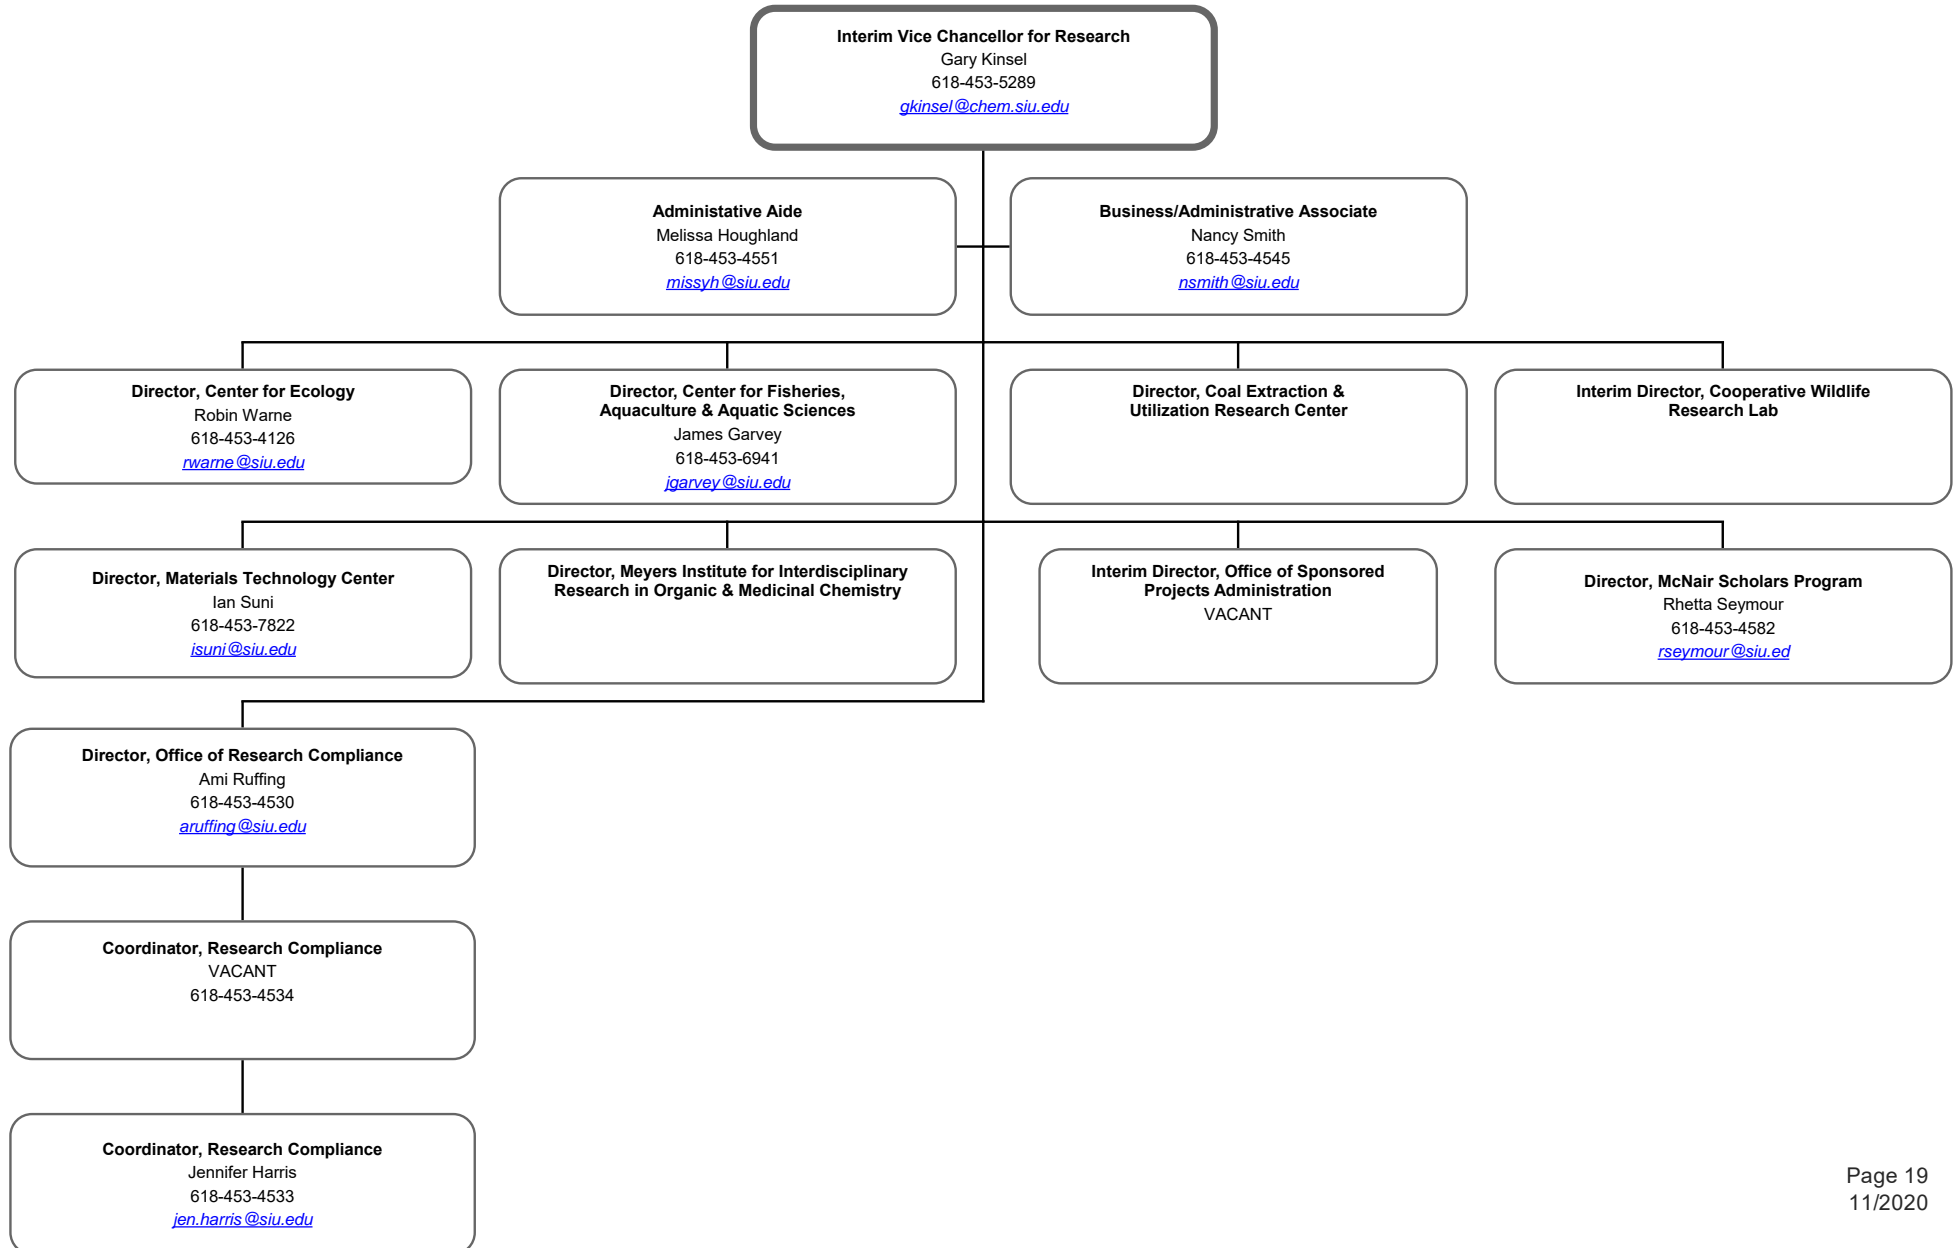 Interim Vice Chancellor for Research
Gary Kinsel
618-453-5289
gkinsel@chem.siu.edu
Administative Aide
Melissa Houghland
618-453-4551
missyh@siu.edu
Business/Administrative Associate
Nancy Smith
618-453-4545
nsmith@siu.edu
Director, Center for Ecology
Robin Warne
618-453-4126
rwarne@siu.edu
Director, Center for Fisheries,
Aquaculture & Aquatic Sciences
James Garvey
618-453-6941
jgarvey@siu.edu
Director, Coal Extraction &
Utilization Research Center
Interim Director, Cooperative Wildlife
Research Lab
Director, Materials Technology Center
Ian Suni
618-453-7822
isuni@siu.edu
Director, Meyers Institute for Interdisciplinary
Research in Organic & Medicinal Chemistry
Interim Director, Office of Sponsored
Projects Administration
VACANT
Director, McNair Scholars Program
Rhetta Seymour
618-453-4582
rseymour@siu.ed
Director, Office of Research Compliance
Ami Ruffing
618-453-4530
aruffing@siu.edu
Coordinator, Research Compliance
VACANT
618-453-4534
Coordinator, Research Compliance
Jennifer Harris
618-453-4533
jen.harris@siu.edu
Page 19
11/2020